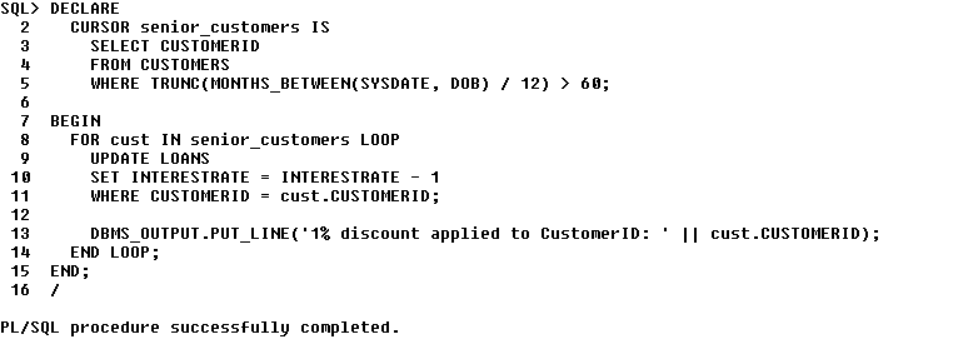 SQL> DECLARE
  2    CURSOR senior_customers IS
  3      SELECT CUSTOMERID
  4      FROM CUSTOMERS
  5      WHERE TRUNC(MONTHS_BETWEEN(SYSDATE, DOB) / 12) > 60;
  6
  7  BEGIN
  8    FOR cust IN senior_customers LOOP
  9      UPDATE LOANS
 10      SET INTERESTRATE = INTERESTRATE - 1
 11      WHERE CUSTOMERID = cust.CUSTOMERID;
 12
 13      DBMS_OUTPUT.PUT_LINE('1% discount applied to CustomerID: ' || cust.CUSTOMERID);
 14    END LOOP;
 15  END;
 16  /
PL/SQL procedure successfully completed.